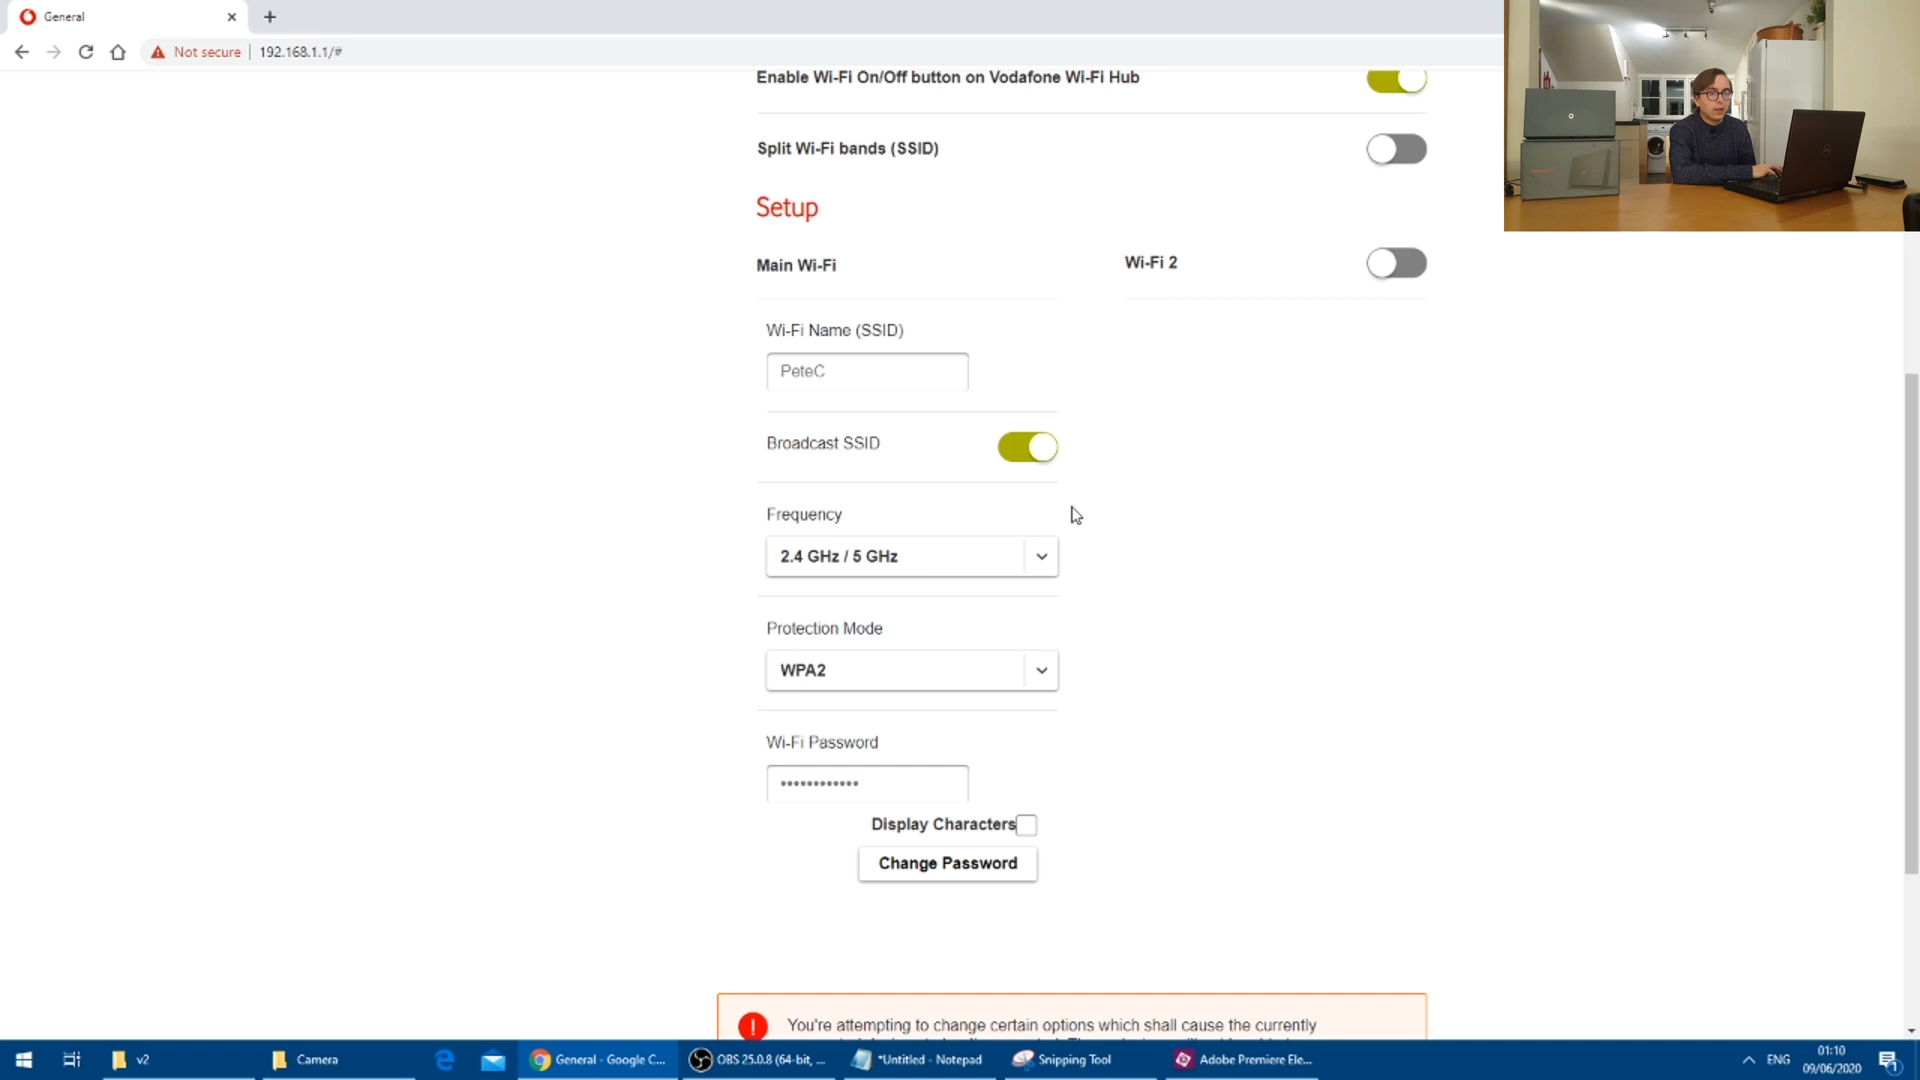 General
Not secure
192.168.1.1/#
Enable Wi-Fi On/Off button on Vodafone Wi-Fi Hub
Split Wi-Fi bands (SSID)
Setup
Main Wi-Fi
Wi-Fi 2
Wi-Fi Name (SSID)
PeteC
Broadcast SSID
Frequency
2.4 GHz / 5 GHz
Protection Mode
WPA2
Wi-Fi Password
••••••••••••
Display Characters
Change Password
You're attempting to change certain options which shall cause the currently
v2
Camera
General - Google C...
OBS 25.0.8 (64-bit, ...
*Untitled - Notepad
Snipping Tool
Adobe Premiere Ele...
ENG
01:10
09/06/2020
1